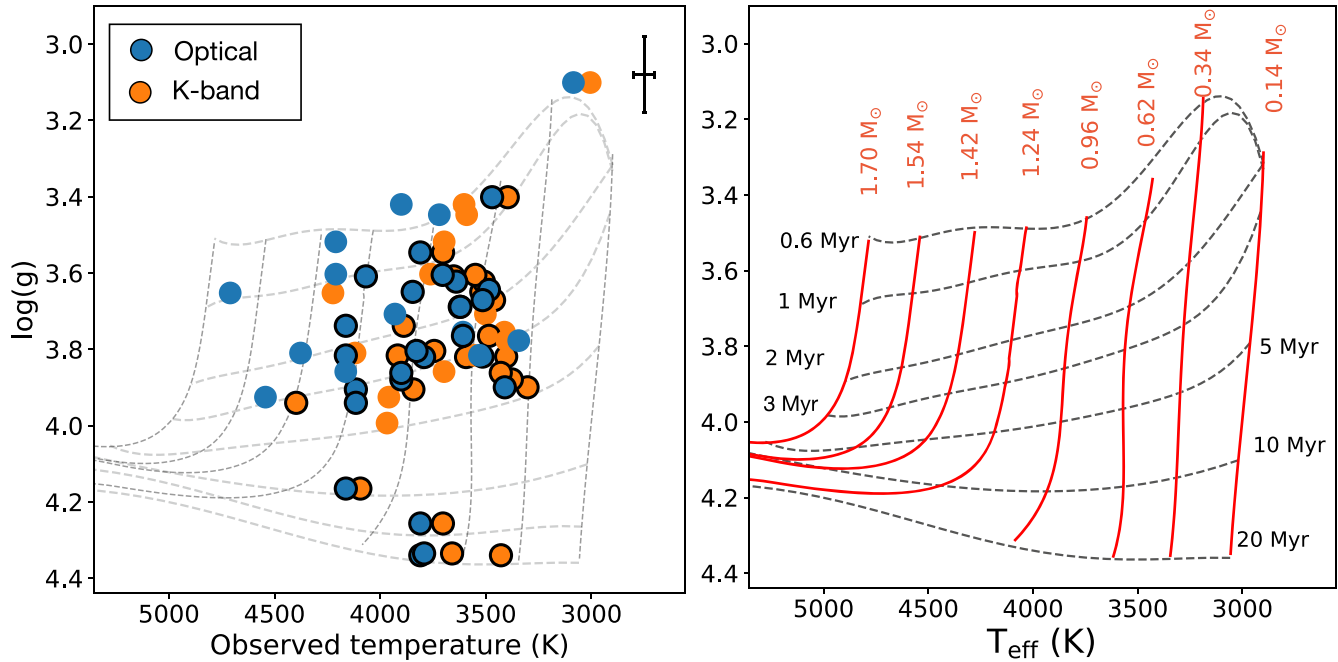 Optical
K-band
3.0
3.2
3.4
3.6
3.8
4.0
4.2
4.4
log(g)
5000 4500 4000 3500 3000
Observed temperature (K)
3.0
3.2
3.4
3.6
3.8
4.0
4.2
4.4
1.70 M⊙
1.54 M⊙
1.42 M⊙
1.24 M⊙
0.96 M⊙
0.62 M⊙
0.34 M⊙
0.14 M⊙
0.6 Myr
1 Myr
2 Myr
3 Myr
5 Myr
10 Myr
20 Myr
5000 4500 4000 3500 3000
T_eff (K)